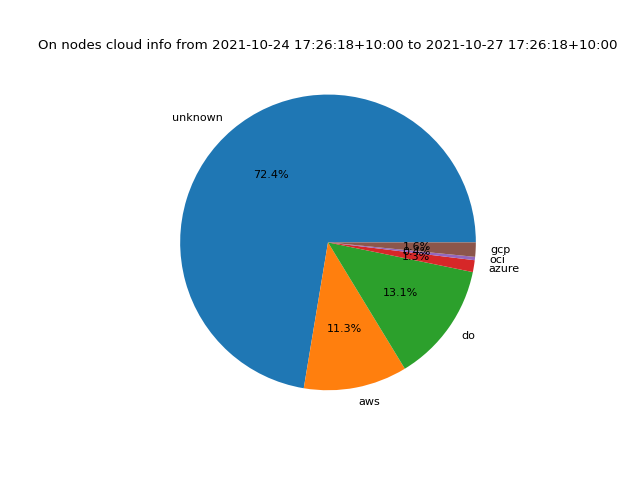 On nodes cloud info from 2021-10-24 17:26:18+10:00 to 2021-10-27 17:26:18+10:00
unknown
72.4%
1.6%
gcp
0.4%
oci
1.3%
azure
13.1%
11.3%
do
aws